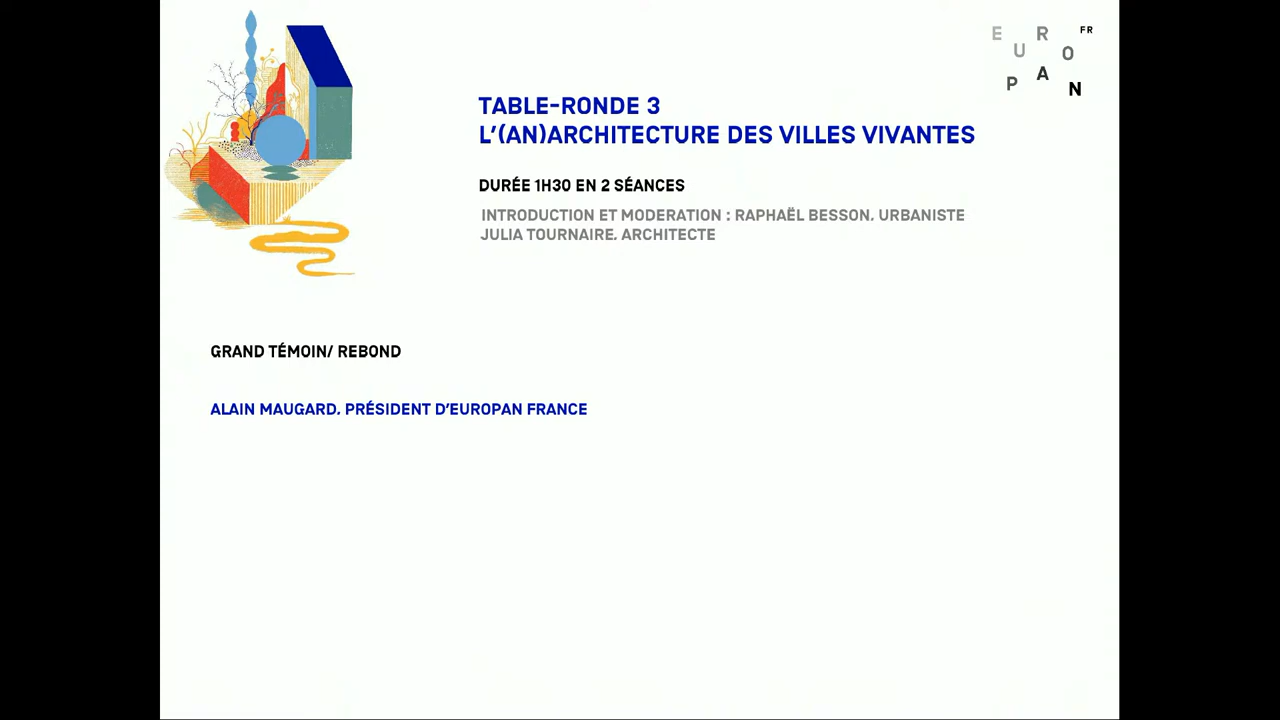 EUROPAN FR
TABLE-RONDE 3
L'(AN)ARCHITECTURE DES VILLES VIVANTES
DURÉE 1H30 EN 2 SÉANCES
INTRODUCTION ET MODERATION : RAPHAËL BESSON, URBANISTE
JULIA TOURNAIRE, ARCHITECTE
GRAND TÉMOIN/ REBOND
ALAIN MAUGARD, PRÉSIDENT D'EUROPAN FRANCE